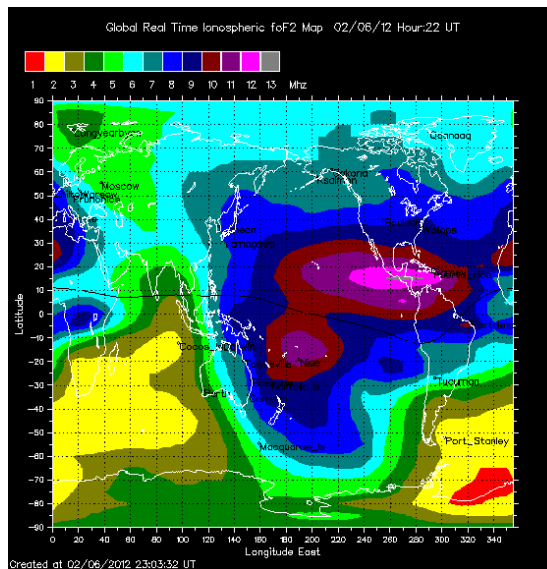 Global Real Time Ionospheric foF2 Map 02/06/12 Hour:22 UT
1 2 3 4 5 6 7 8 9 10 11 12 13 Mhz
90
80
70
60
50
40
30
20
10
0
-10
-20
-30
-40
-50
-60
-70
-80
-90
Latitude
Qaanaaq
Moscow
Warsaw
Pruhonice
Tucuman
Port_Stanley
Macquarie_Is
Niue
0 20 40 60 80 100 120 140 160 180 200 220 240 260 280 300 320 340
Longitude East
Created at 02/06/2012 23:03:32 UT